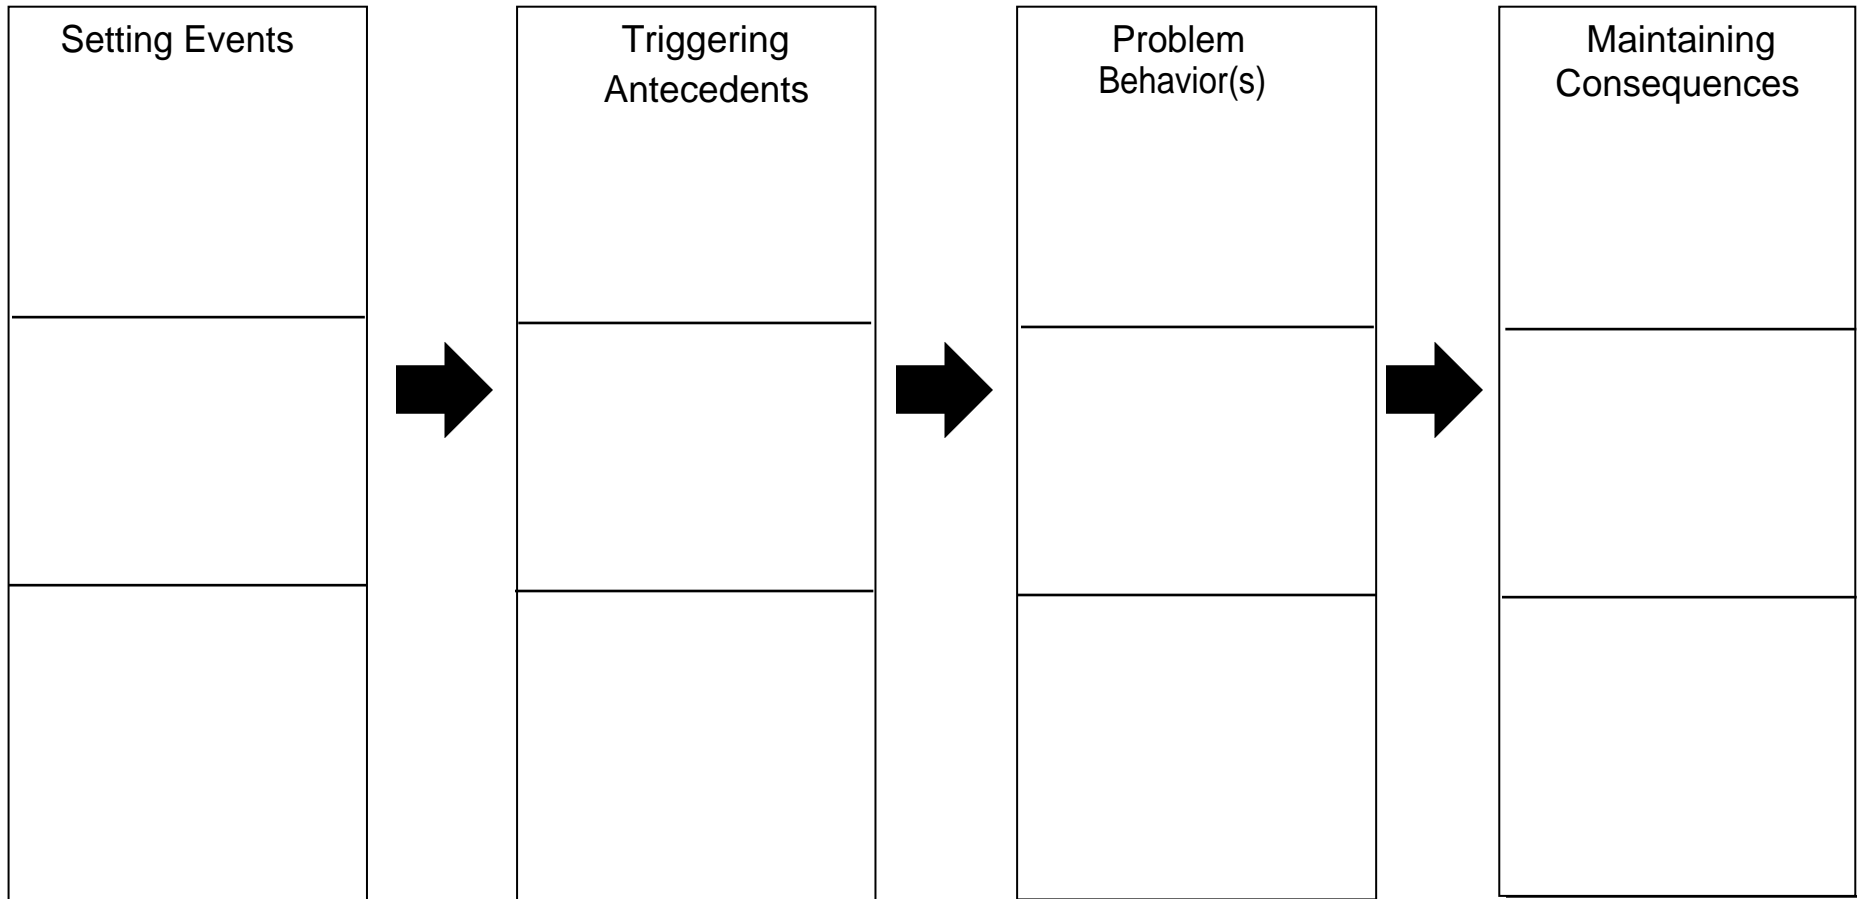 Setting Events
Triggering
Antecedents
Problem
Behavior(s)
Maintaining
Consequences